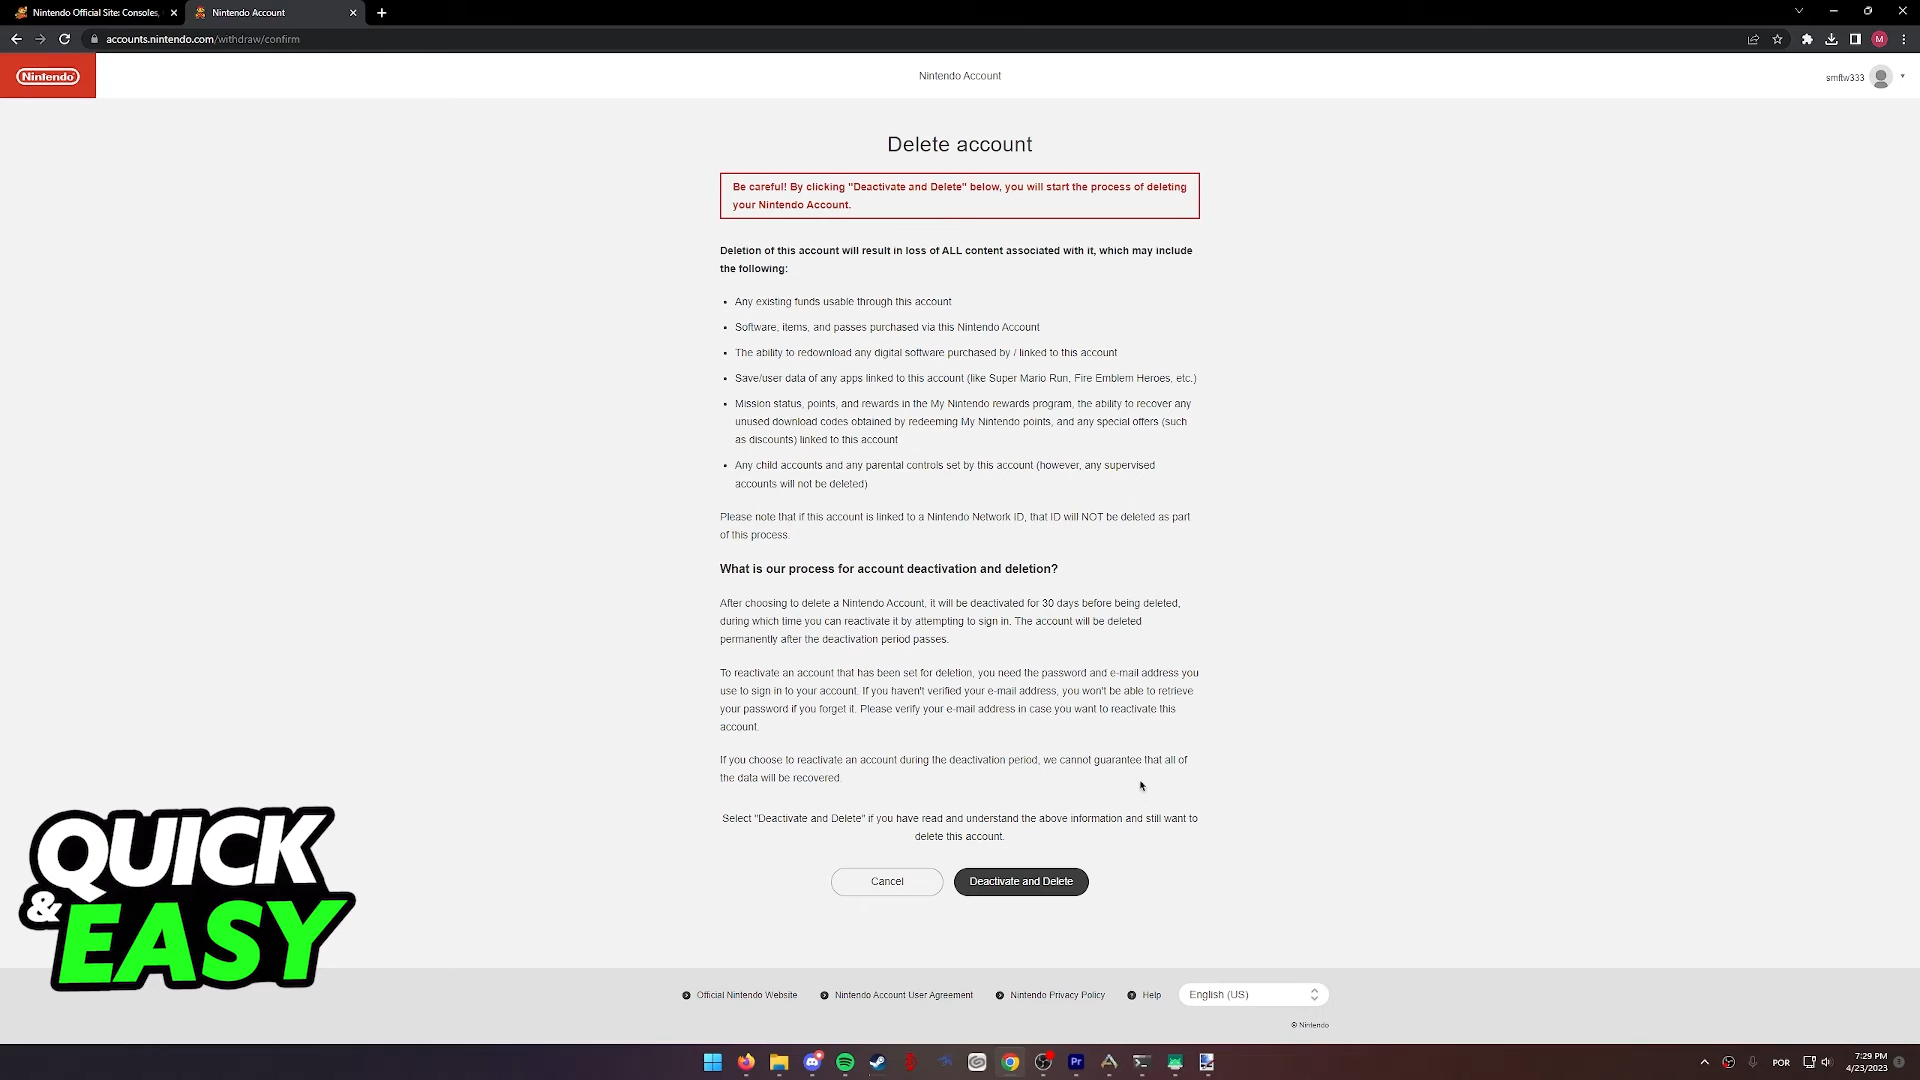 Nintendo Official Site: Consoles,
Nintendo Account
accounts.nintendo.com/withdraw/confirm
M
Nintendo
Nintendo Account
smftw333
Delete account
Be careful! By clicking "Deactivate and Delete" below, you will start the process of deleting
your Nintendo Account.
Deletion of this account will result in loss of ALL content associated with it, which may include
the following:
• Any existing funds usable through this account
• Software, items, and passes purchased via this Nintendo Account
• The ability to redownload any digital software purchased by / linked to this account
• Save/user data of any apps linked to this account (like Super Mario Run, Fire Emblem Heroes, etc.)
• Mission status, points, and rewards in the My Nintendo rewards program, the ability to recover any
unused download codes obtained by redeeming My Nintendo points, and any special offers (such
as discounts) linked to this account
• Any child accounts and any parental controls set by this account (however, any supervised
accounts will not be deleted)
Please note that if this account is linked to a Nintendo Network ID, that ID will NOT be deleted as part
of this process.
What is our process for account deactivation and deletion?
After choosing to delete a Nintendo Account, it will be deactivated for 30 days before being deleted,
during which time you can reactivate it by attempting to sign in. The account will be deleted
permanently after the deactivation period passes.
To reactivate an account that has been set for deletion, you need the password and e-mail address you
use to sign in to your account. If you haven't verified your e-mail address, you won't be able to retrieve
your password if you forget it. Please verify your e-mail address in case you want to reactivate this
account.
If you choose to reactivate an account during the deactivation period, we cannot guarantee that all of
the data will be recovered.
Select "Deactivate and Delete" if you have read and understand the above information and still want to
delete this account.
Cancel
Deactivate and Delete
QUICK
& EASY
Official Nintendo Website
Nintendo Account User Agreement
Nintendo Privacy Policy
Help
English (US)
© Nintendo
Pr
POR
7:29 PM
4/23/2023